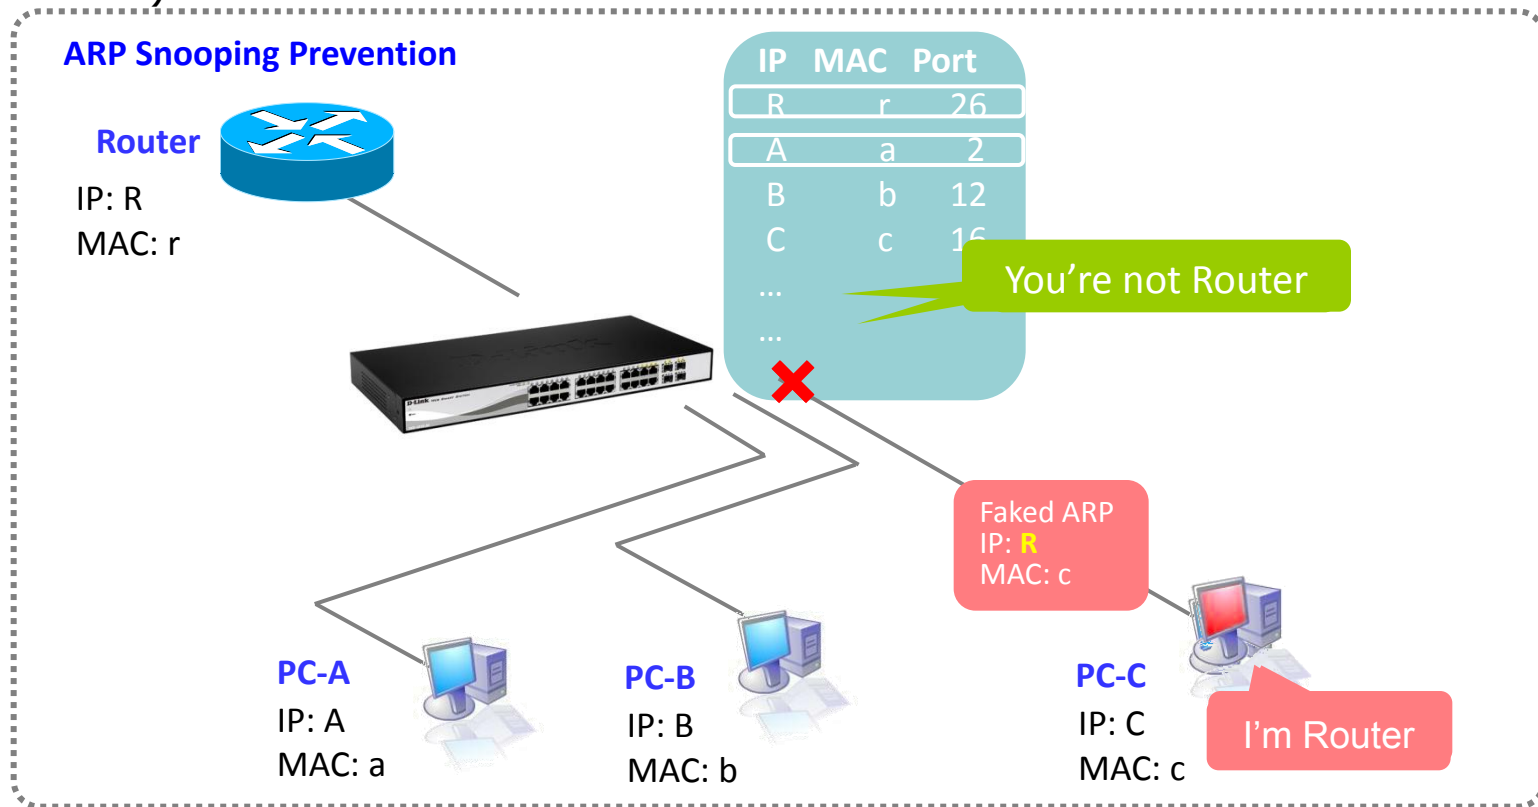 ARP Snooping Prevention
Router
IP: R
MAC: r
IP MAC Port
R r 26
A a 2
B b 12
C c 16
...
...
You're not Router
D-Link
Faked ARP
IP: R
MAC: c
PC-A
IP: A
MAC: a
PC-B
IP: B
MAC: b
PC-C
IP: C
MAC: c
I'm Router